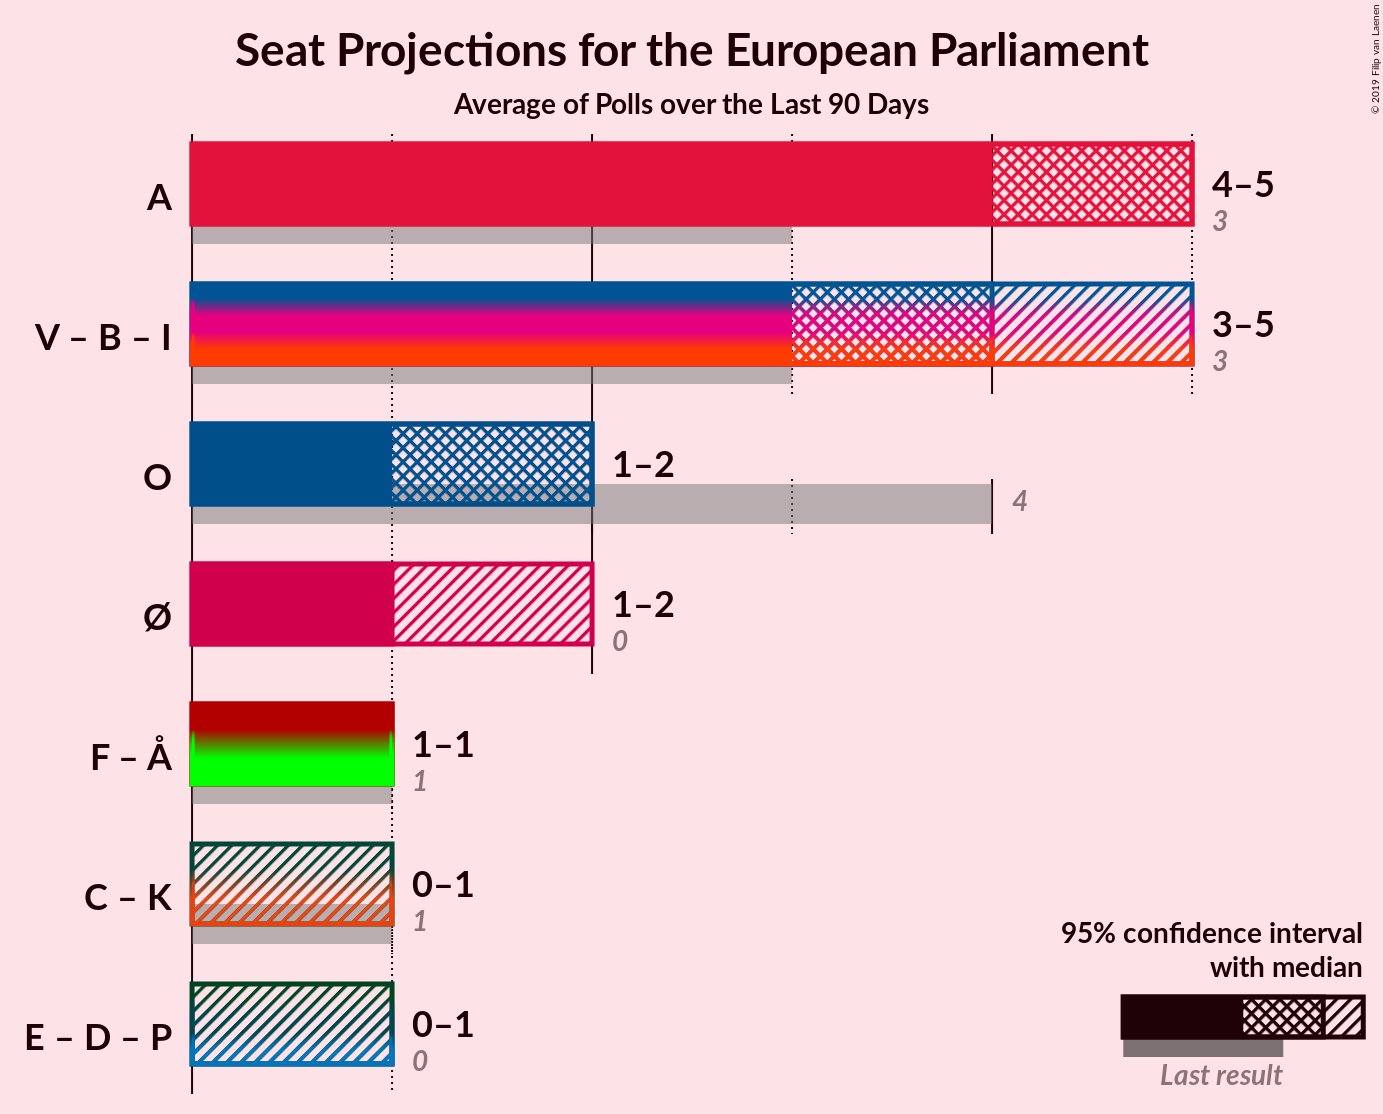 Seat Projections for the European Parliament
Average of Polls over the Last 90 Days
© 2019 Filip van Laenen
A
4–5
3
V – B – I
3–5
3
O
1–2
4
Ø
1–2
0
F – Å
1–1
1
C – K
0–1
1
E – D – P
0–1
0
95% confidence interval
with median
Last result